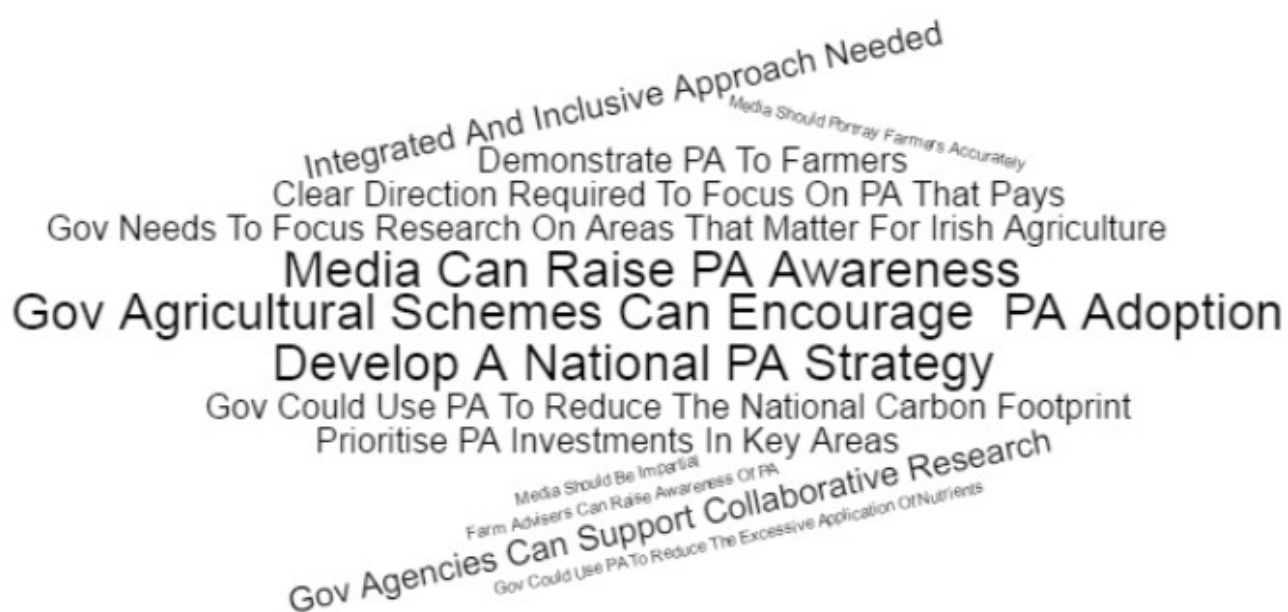 Integrated And Inclusive Approach Needed
Media Should Portray Farmers Accurately
Demonstrate PA To Farmers
Clear Direction Required To Focus On PA That Pays
Gov Needs To Focus Research On Areas That Matter For Irish Agriculture
Media Can Raise PA Awareness
Gov Agricultural Schemes Can Encourage PA Adoption
Develop A National PA Strategy
Gov Could Use PA To Reduce The National Carbon Footprint
Prioritise PA Investments In Key Areas
Media Should Be Impartial
Farm Advisers Can Raise Awareness Of PA
Gov Agencies Can Support Collaborative Research
Gov Could Use PA To Reduce The Excessive Application Of Nutrients